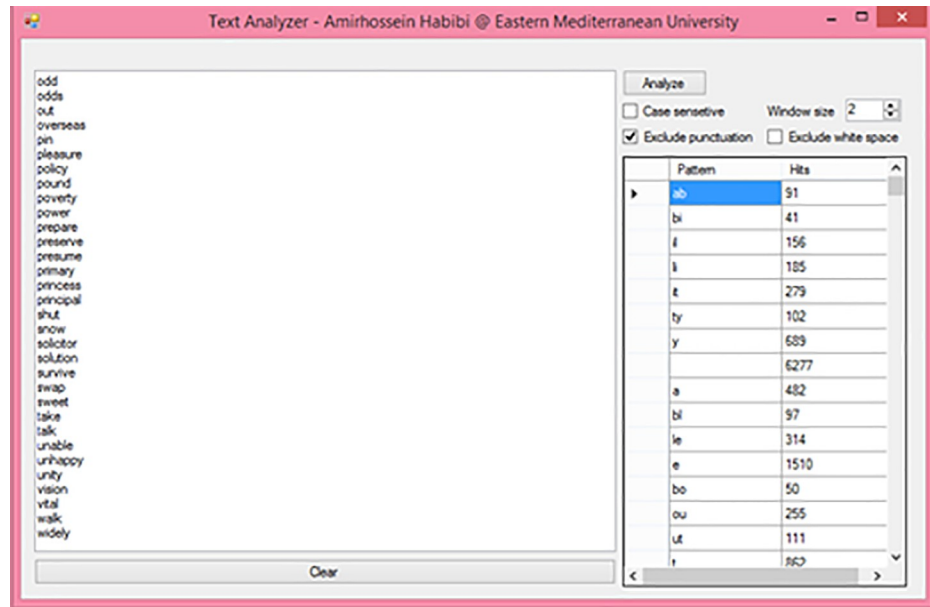 Text Analyzer - Amirhossein Habibi @ Eastern Mediterranean University
odd
odds
out
overseas
pin
pleasure
policy
pound
poverty
power
prepare
preserve
presume
primary
princess
principal
shut
snow
solicitor
solution
survive
swap
sweet
take
talk
unable
unhappy
unity
vision
vital
walk
widely
Clear
Analyze
Case sensetive Window size 2
Exclude punctuation Exclude white space
Pattern Hits
ab 91
bi 41
il 156
li 185
it 279
ty 102
y 689
6277
a 482
bl 97
le 314
e 1510
bo 50
ou 255
ut 111
t 862